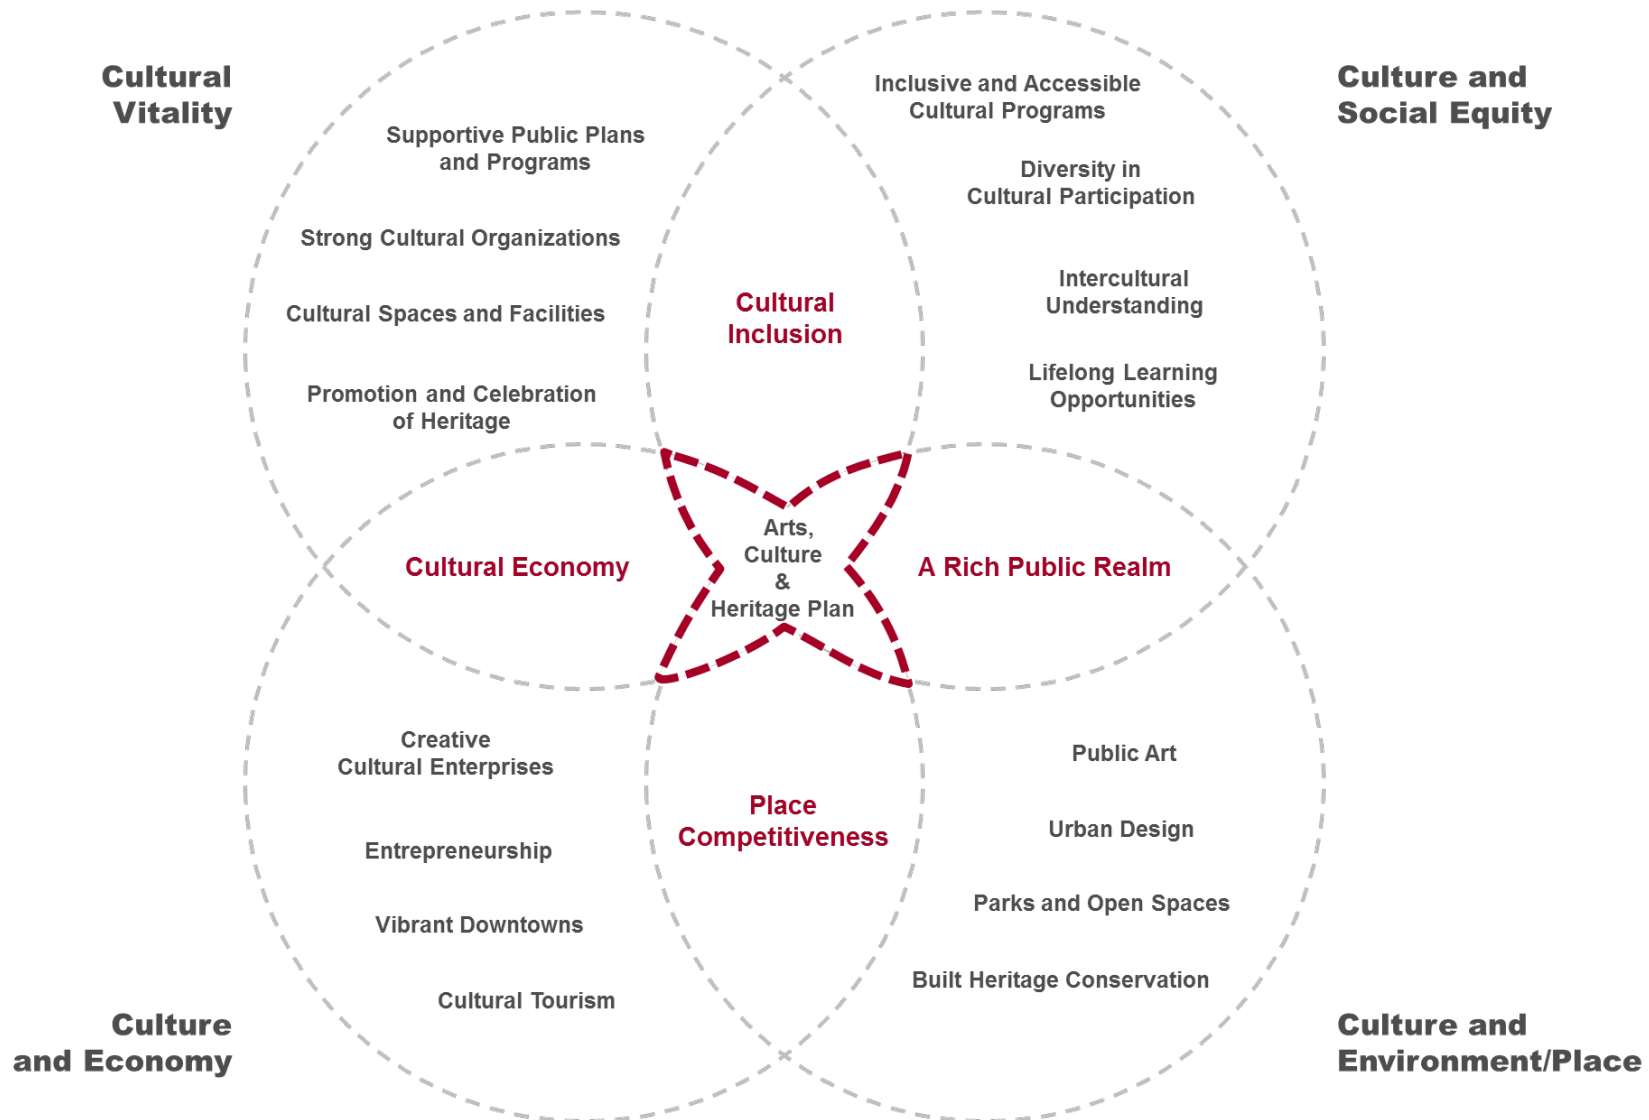 Cultural
Vitality
Supportive Public Plans
and Programs
Strong Cultural Organizations
Cultural Spaces and Facilities
Promotion and Celebration
of Heritage
Culture and
Social Equity
Inclusive and Accessible
Cultural Programs
Diversity in
Cultural Participation
Intercultural
Understanding
Lifelong Learning
Opportunities
Cultural
Inclusion
Cultural Economy
Arts,
Culture
&
Heritage Plan
A Rich Public Realm
Place
Competitiveness
Creative
Cultural Enterprises
Entrepreneurship
Vibrant Downtowns
Cultural Tourism
Culture
and Economy
Public Art
Urban Design
Parks and Open Spaces
Built Heritage Conservation
Culture and
Environment/Place